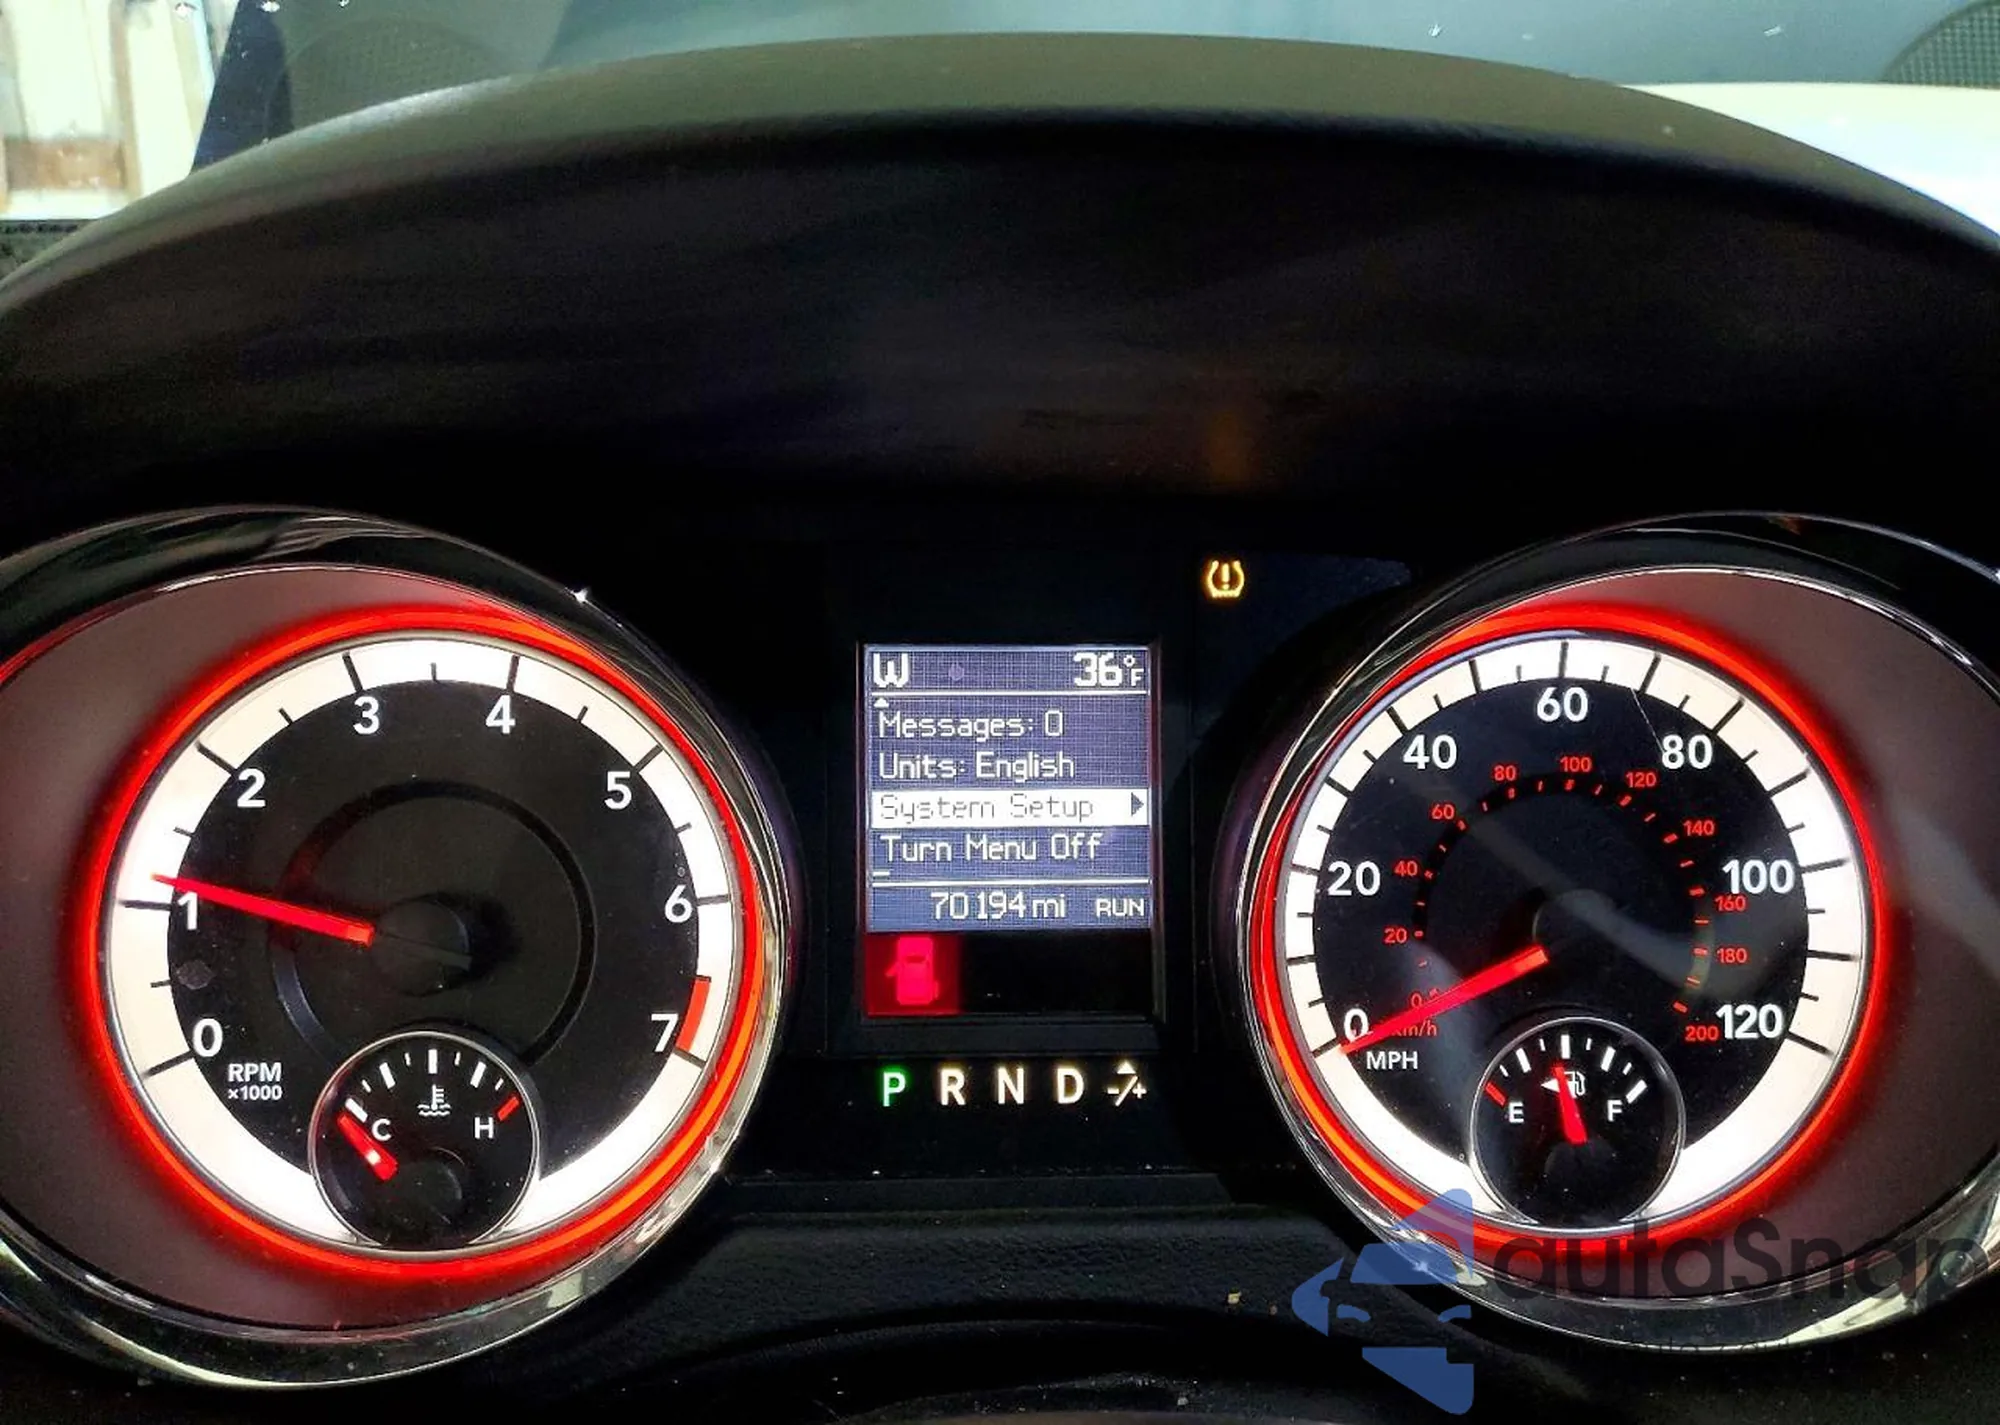 W 36°F
Messages: 0
Units: English
System Setup
Turn Menu Off
70194 mi RUN
P R N D -/+
0 1 2 3 4 5 6 7
RPM
x1000
C H
0 20 40 60 80 100 120
MPH
20 40 60 80 100 120 140 160 180 200
km/h
E F
autaSnap